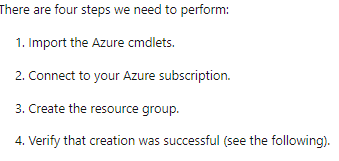 There are four steps we need to perform:
1. Import the Azure cmdlets.
2. Connect to your Azure subscription.
3. Create the resource group.
4. Verify that creation was successful (see the following).